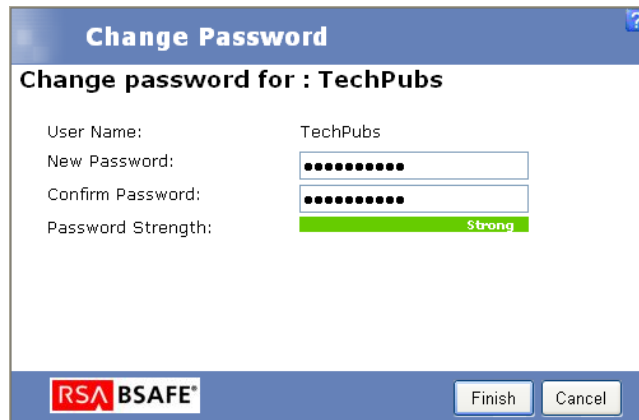 ?
Change Password
Change password for : TechPubs
User Name: TechPubs
New Password: ••••••••••
Confirm Password: ••••••••••
Password Strength: Strong
RSA BSAFE®
Finish Cancel